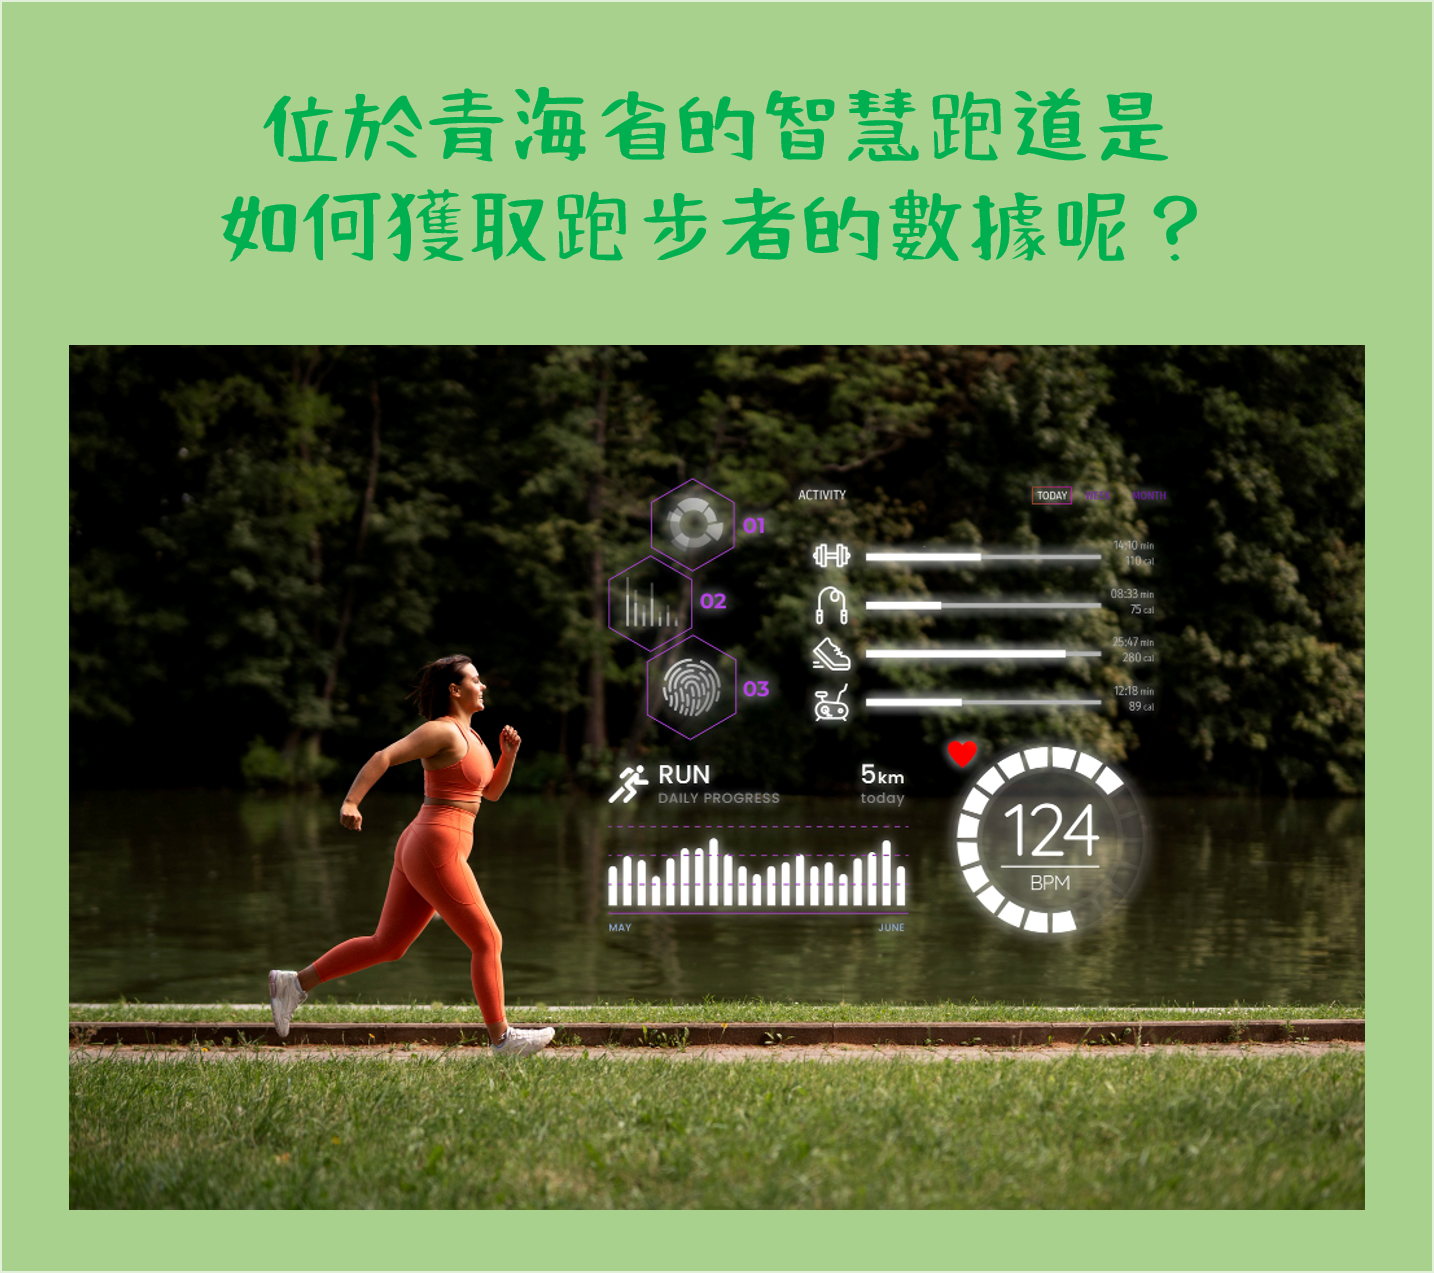 位於青海省的智慧跑道是
如何獲取跑步者的數據呢？
01
02
03
ACTIVITY
TODAY
MONTH
14:10 min
110 cal
08:33 min
75 cal
25:47 min
280 cal
12:18 min
89 cal
RUN
DAILY PROGRESS
5km
today
MAY
JUNE
124
BPM